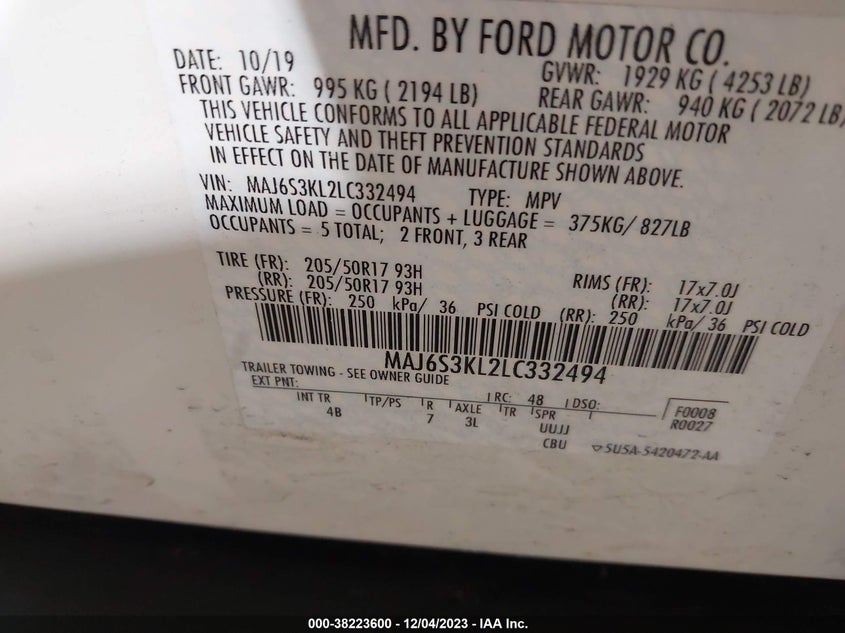 MFD. BY FORD MOTOR CO.
DATE: 10/19 GVWR: 1929 KG ( 4253 LB)
FRONT GAWR: 995 KG ( 2194 LB) REAR GAWR: 940 KG ( 2072 LB)
THIS VEHICLE CONFORMS TO ALL APPLICABLE FEDERAL MOTOR
VEHICLE SAFETY AND THEFT PREVENTION STANDARDS
IN EFFECT ON THE DATE OF MANUFACTURE SHOWN ABOVE.
VIN: MAJ6S3KL2LC332494 TYPE: MPV
MAXIMUM LOAD = OCCUPANTS + LUGGAGE = 375KG/ 827LB
OCCUPANTS = 5 TOTAL; 2 FRONT, 3 REAR
TIRE (FR): 205/50R17 93H RIMS (FR): 17x7.0J
(RR): 205/50R17 93H (RR): 17x7.0J
PRESSURE (FR): 250 kPa/ 36 PSI COLD (RR): 250 kPa/ 36 PSI COLD
MAJ6S3KL2LC332494
TRAILER TOWING - SEE OWNER GUIDE
EXT PNT: RC: 48 DSO:
INT TR TP/PS R AXLE TR SPR F0008
4B 7 3L UUJJ R0027
CBU SU5A-5420472-AA
000-38223600 - 12/04/2023 - IAA Inc.